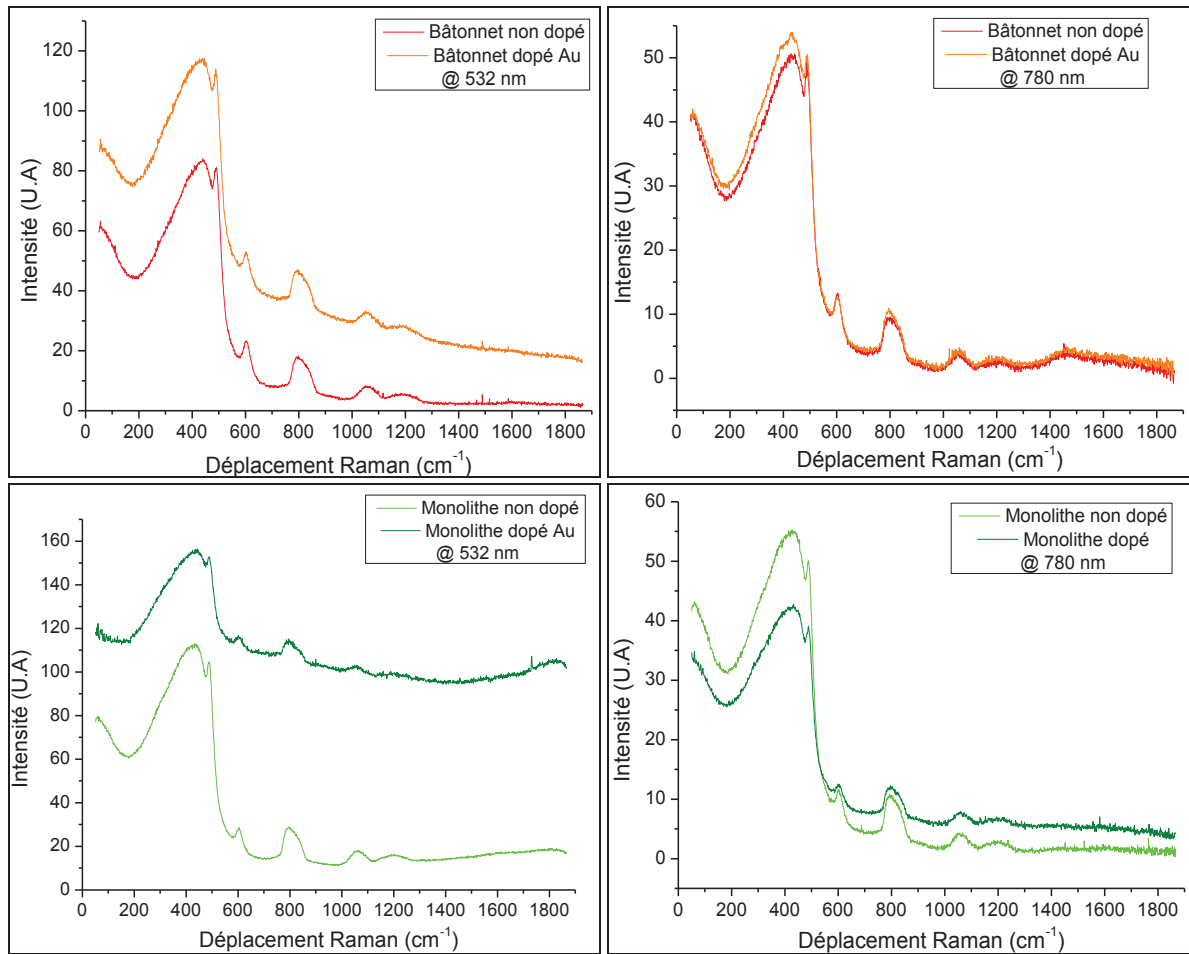 Bâtonnet non dopé
Bâtonnet dopé Au
@ 532 nm
Intensité (U.A)
120
100
80
60
40
20
0
0 200 400 600 800 1000 1200 1400 1600 1800
Déplacement Raman (cm-1)
Bâtonnet non dopé
Bâtonnet dopé Au
@ 780 nm
Intensité (U.A)
50
40
30
20
10
0
0 200 400 600 800 1000 1200 1400 1600 1800
Déplacement Raman (cm-1)
Monolithe non dopé
Monolithe dopé Au
@ 532 nm
Intensité (U.A)
160
140
120
100
80
60
40
20
0
0 200 400 600 800 1000 1200 1400 1600 1800
Déplacement Raman (cm-1)
Monolithe non dopé
Monolithe dopé
@ 780 nm
Intensité (U.A)
60
50
40
30
20
10
0
0 200 400 600 800 1000 1200 1400 1600 1800
Déplacement Raman (cm-1)